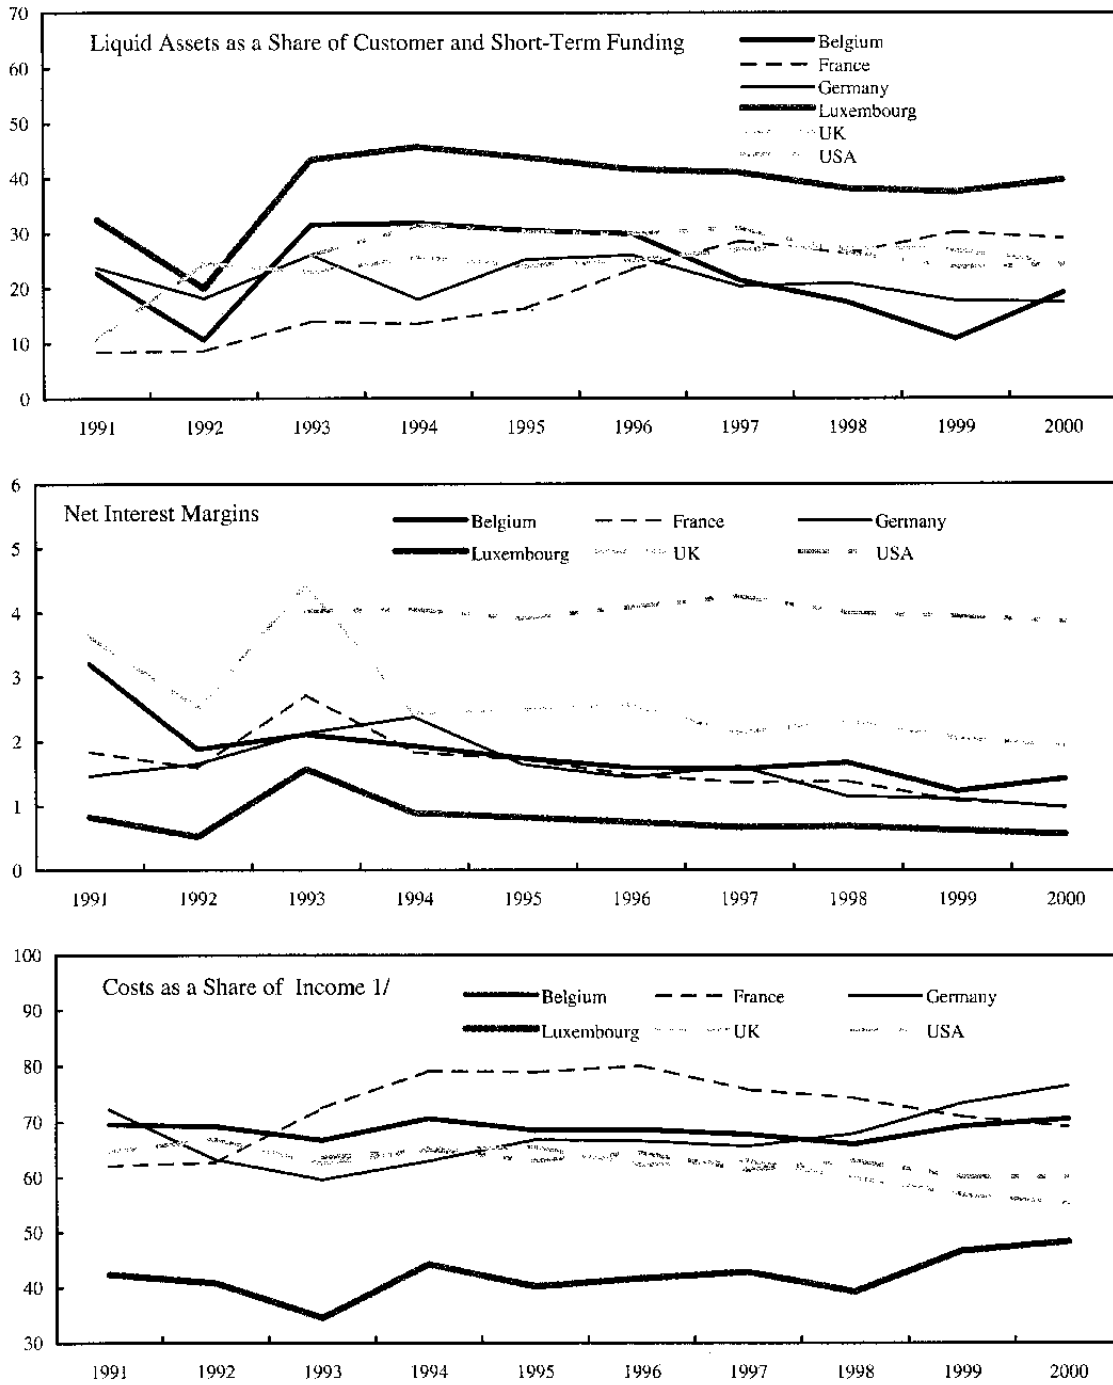 70
Liquid Assets as a Share of Customer and Short-Term Funding
Belgium
60
France
Germany
50
Luxembourg
UK
40
USA
30
20
10
0
1991 1992 1993 1994 1995 1996 1997 1998 1999 2000
6
Net Interest Margins
Belgium France Germany
5
Luxembourg UK USA
4
3
2
1
0
1991 1992 1993 1994 1995 1996 1997 1998 1999 2000
100
Costs as a Share of Income 1/
Belgium France Germany
90
Luxembourg UK USA
80
70
60
50
40
30
1991 1992 1993 1994 1995 1996 1997 1998 1999 2000